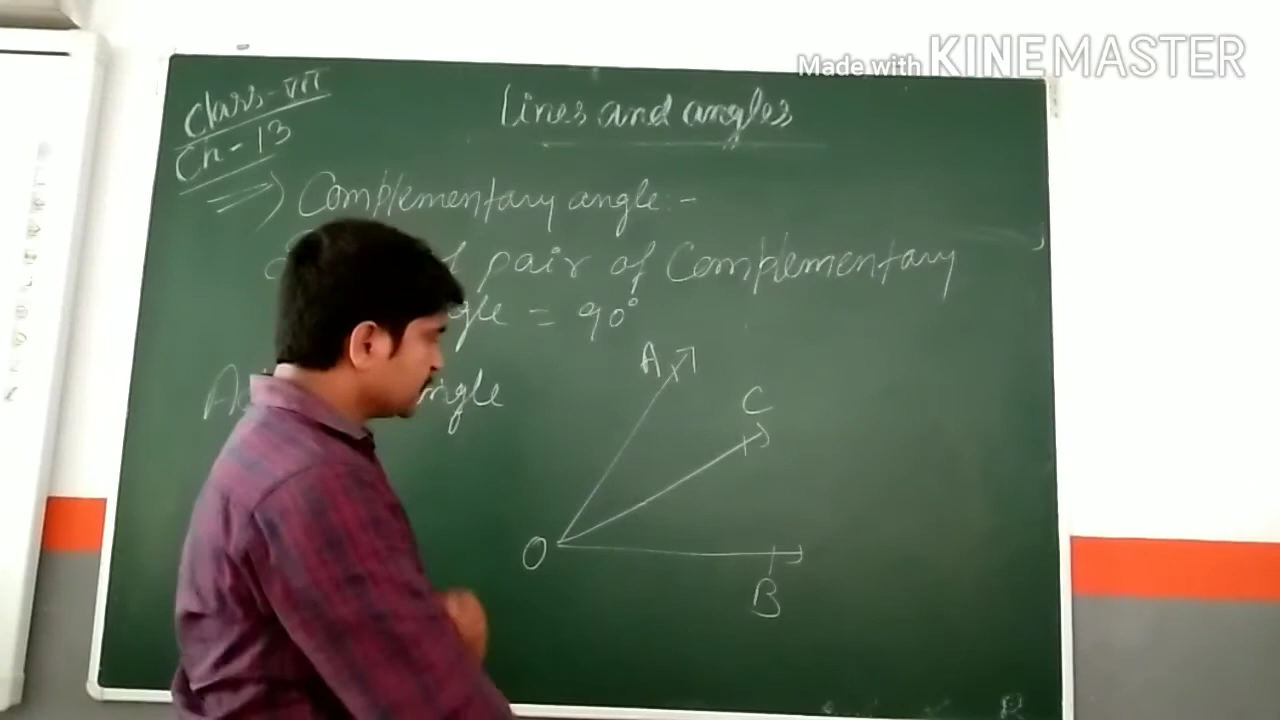 Made with KINEMASTER
Class-VII
Lines and angles
Ch-13
Complementary angle:-
pair of Complementary
= 90°
A
C
O
B